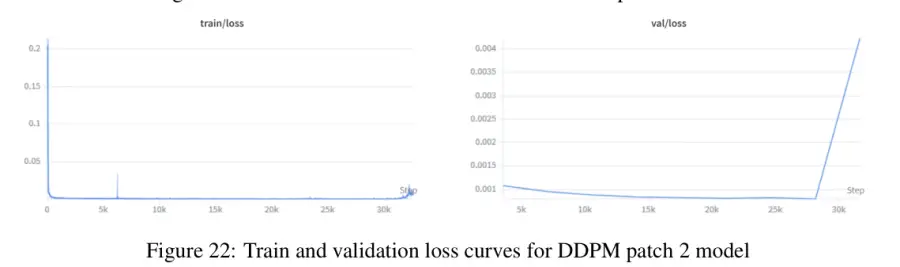 train/loss
0.2
0.15
0.1
0.05
Step
0 5k 10k 15k 20k 25k 30k
val/loss
0.004
0.0035
0.003
0.0025
0.002
0.0015
0.001
Step
5k 10k 15k 20k 25k 30k
Figure 22: Train and validation loss curves for DDPM patch 2 model